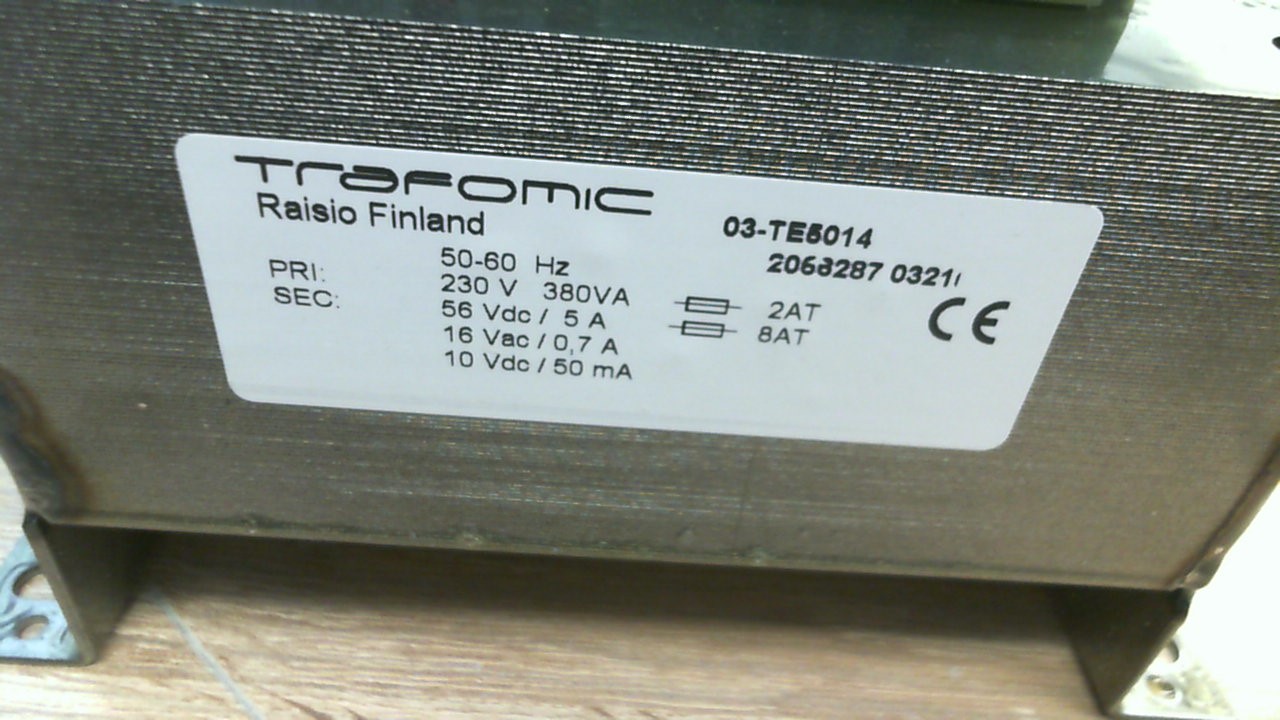 Trafomic
Raisio Finland
03-TE5014
50-60 Hz
PRI: 230 V 380VA 2AT
SEC: 56 Vdc / 5 A 8AT
16 Vac / 0,7 A
10 Vdc / 50 mA
CE